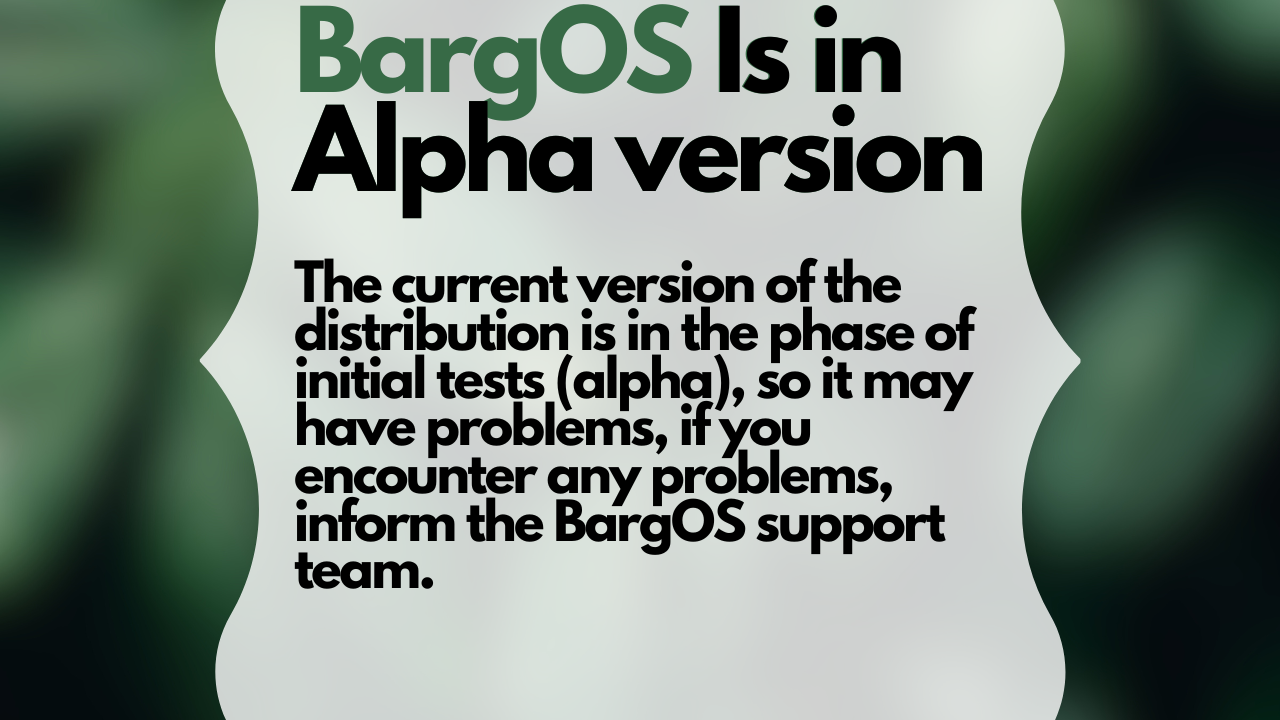 BargOS Is in
Alpha version
The current version of the
distribution is in the phase of
initial tests (alpha), so it may
have problems, if you
encounter any problems,
inform the BargOS support
team.